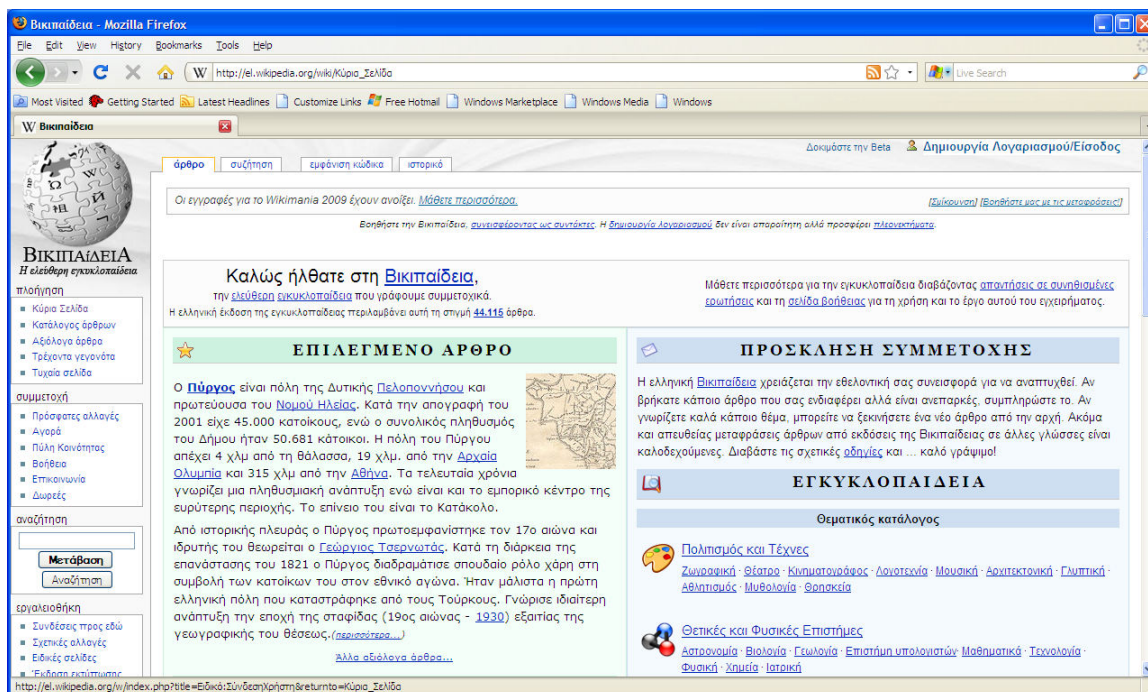 Βικιπαίδεια - Mozilla Firefox
File Edit View History Bookmarks Tools Help
W http://el.wikipedia.org/wiki/Κύρια_Σελίδα
Live Search
Most Visited Getting Started Latest Headlines Customize Links Free Hotmail Windows Marketplace Windows Media Windows
W Βικιπαίδεια
Δοκιμάστε την Beta Δημιουργία Λογαριασμού/Είσοδος
άρθρο συζήτηση εμφάνιση κώδικα ιστορικό
Οι εγγραφές για το Wikimania 2009 έχουν ανοίξει. Μάθετε περισσότερα.
[Σμίκρυνση] [Βοηθήστε μας με τις μεταφράσεις!]
Βοηθήστε την Βικιπαίδεια, συνεισφέροντας ως συντάκτες. Η δημιουργία λογαριασμού δεν είναι απαραίτητη αλλά προσφέρει πλεονεκτήματα.
ΒΙΚΙΠΑίΔΕΙΑ
Η ελεύθερη εγκυκλοπαίδεια
πλοήγηση
Κύρια Σελίδα
Κατάλογος άρθρων
Αξιόλογα άρθρα
Τρέχοντα γεγονότα
Τυχαία σελίδα
συμμετοχή
Πρόσφατες αλλαγές
Αγορά
Πύλη Κοινότητας
Βοήθεια
Επικοινωνία
Δωρεές
αναζήτηση
Μετάβαση
Αναζήτηση
εργαλειοθήκη
Συνδέσεις προς εδώ
Σχετικές αλλαγές
Ειδικές σελίδες
Έκδοση εκτύπωσης
Καλώς ήλθατε στη Βικιπαίδεια,
την ελεύθερη εγκυκλοπαίδεια που γράφουμε συμμετοχικά.
Η ελληνική έκδοση της εγκυκλοπαίδειας περιλαμβάνει αυτή τη στιγμή 44.115 άρθρα.
Μάθετε περισσότερα για την εγκυκλοπαίδεια διαβάζοντας απαντήσεις σε συνηθισμένες
ερωτήσεις και τη σελίδα βοήθειας για τη χρήση και το έργο αυτού του εγχειρήματος.
ΕΠΙΛΕΓΜΕΝΟ ΑΡΘΡΟ
Ο Πύργος είναι πόλη της Δυτικής Πελοποννήσου και
πρωτεύουσα του Νομού Ηλείας. Κατά την απογραφή του
2001 είχε 45.000 κατοίκους, ενώ ο συνολικός πληθυσμός
του Δήμου ήταν 50.681 κάτοικοι. Η πόλη του Πύργου
απέχει 4 χλμ από τη θάλασσα, 19 χλμ. από την Αρχαία
Ολυμπία και 315 χλμ από την Αθήνα. Τα τελευταία χρόνια
γνωρίζει μια πληθυσμιακή ανάπτυξη ενώ είναι και το εμπορικό κέντρο της
ευρύτερης περιοχής. Το επίνειο του είναι το Κατάκολο.
Από ιστορικής πλευράς ο Πύργος πρωτοεμφανίστηκε τον 17ο αιώνα και
ιδρυτής του θεωρείται ο Γεώργιος Τσερνωτάς. Κατά τη διάρκεια της
επανάστασης του 1821 ο Πύργος διαδραμάτισε σπουδαίο ρόλο χάρη στη
συμβολή των κατοίκων του στον εθνικό αγώνα. Ήταν μάλιστα η πρώτη
ελληνική πόλη που καταστράφηκε από τους Τούρκους. Γνώρισε ιδιαίτερη
ανάπτυξη την εποχή της σταφίδας (19ος αιώνας - 1930) εξαιτίας της
γεωγραφικής του θέσεως.(περισσότερα...)
Άλλα αξιόλογα άρθρα...
ΠΡΟΣΚΛΗΣΗ ΣΥΜΜΕΤΟΧΗΣ
Η ελληνική Βικιπαίδεια χρειάζεται την εθελοντική σας συνεισφορά για να αναπτυχθεί. Αν
βρήκατε κάποιο άρθρο που σας ενδιαφέρει αλλά είναι ανεπαρκές, συμπληρώστε το. Αν
γνωρίζετε καλά κάποιο θέμα, μπορείτε να ξεκινήσετε ένα νέο άρθρο από την αρχή. Ακόμα
και απευθείας μεταφράσεις άρθρων από εκδόσεις της Βικιπαίδειας σε άλλες γλώσσες είναι
καλοδεχούμενες. Διαβάστε τις σχετικές οδηγίες και ... καλό γράψιμο!
ΕΓΚΥΚΛΟΠΑΙΔΕΙΑ
Θεματικός κατάλογος
Πολιτισμός και Τέχνες
Ζωγραφική · Θέατρο · Κινηματογράφος · Λογοτεχνία · Μουσική · Αρχιτεκτονική · Γλυπτική ·
Αθλητισμός · Μυθολογία · Θρησκεία
Θετικές και Φυσικές Επιστήμες
Αστρονομία · Βιολογία · Γεωλογία · Επιστήμη υπολογιστών· Μαθηματικά · Τεχνολογία ·
Φυσική · Χημεία · Ιατρική
http://el.wikipedia.org/w/index.php?title=Ειδικό:ΣύνδεσηΧρήστη&returnto=Κύρια_Σελίδα